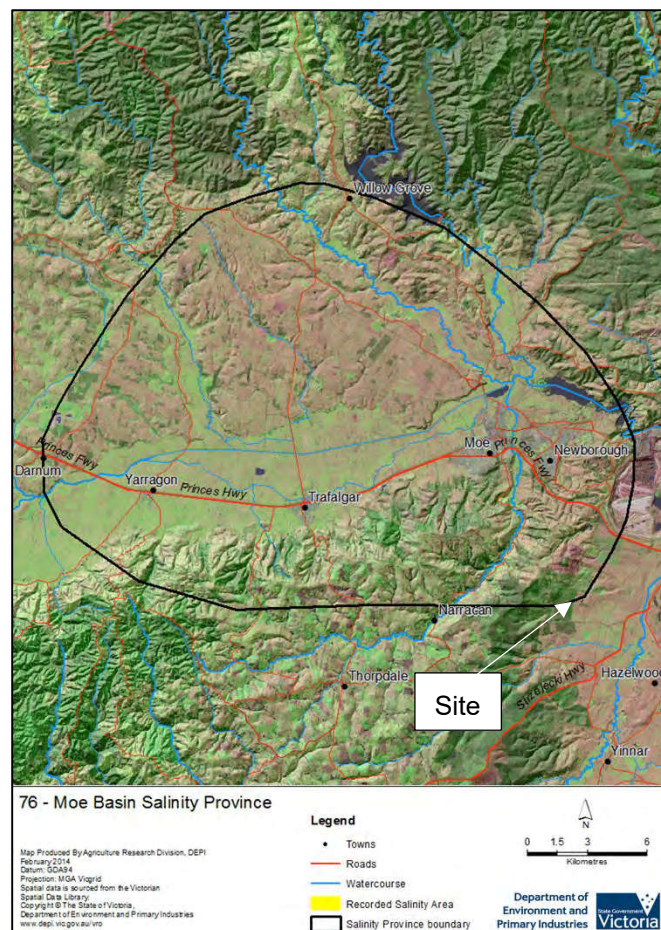 Willow Grove
Princes Fwy
Darnum
Yarragon
Princes Hwy
Trafalgar
Moe
Princes Fwy
Newborough
Narracan
Thorpdale
Site
Strzelecki Hwy
Hazelwood
Yinnar
76 - Moe Basin Salinity Province
Map Produced By Agriculture Research Division, DEPI
February 2014
Datum: GDA94
Projection: MGA Vicgrid
Spatial data is sourced from the Victorian
Spatial Data Library.
Copyright © The State of Victoria,
Department of Environment and Primary Industries
www.depi.vic.gov.au/vro
Legend
Towns
Roads
Watercourse
Recorded Salinity Area
Salinity Province boundary
N
0 1.5 3 6
Kilometres
Department of
Environment and
Primary Industries
State Government
Victoria